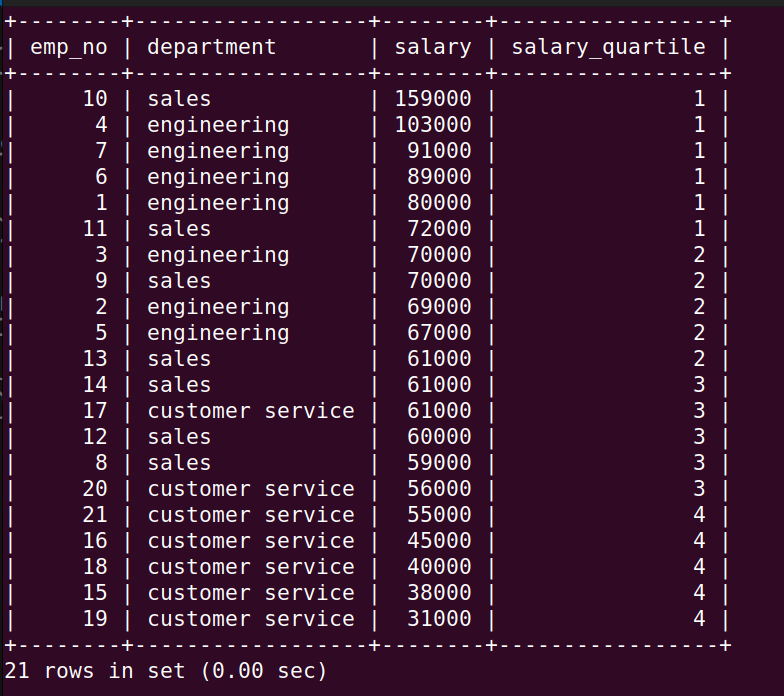 +--------+------------------+--------+-----------------+
| emp_no | department       | salary | salary_quartile |
+--------+------------------+--------+-----------------+
|     10 | sales            | 159000 |               1 |
|      4 | engineering      | 103000 |               1 |
|      7 | engineering      |  91000 |               1 |
|      6 | engineering      |  89000 |               1 |
|      1 | engineering      |  80000 |               1 |
|     11 | sales            |  72000 |               1 |
|      3 | engineering      |  70000 |               2 |
|      9 | sales            |  70000 |               2 |
|      2 | engineering      |  69000 |               2 |
|      5 | engineering      |  67000 |               2 |
|     13 | sales            |  61000 |               2 |
|     14 | sales            |  61000 |               3 |
|     17 | customer service |  61000 |               3 |
|     12 | sales            |  60000 |               3 |
|      8 | sales            |  59000 |               3 |
|     20 | customer service |  56000 |               3 |
|     21 | customer service |  55000 |               4 |
|     16 | customer service |  45000 |               4 |
|     18 | customer service |  40000 |               4 |
|     15 | customer service |  38000 |               4 |
|     19 | customer service |  31000 |               4 |
+--------+------------------+--------+-----------------+
21 rows in set (0.00 sec)